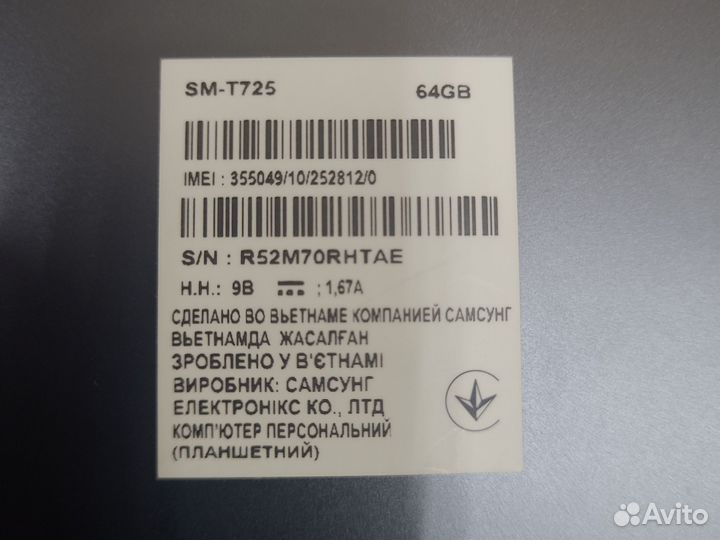 SM-T725 64GB
IMEI : 355049/10/252812/0
S/N : R52M70RHTAE
Н.Н.: 9В ; 1,67А
СДЕЛАНО ВО ВЬЕТНАМЕ КОМПАНИЕЙ САМСУНГ
ВЬЕТНАМДА ЖАСАЛҒАН
ЗРОБЛЕНО У В'ЄТНАМІ
ВИРОБНИК: САМСУНГ
ЕЛЕКТРОНІКС КО., ЛТД
КОМП'ЮТЕР ПЕРСОНАЛЬНИЙ
(ПЛАНШЕТНИЙ)
Avito